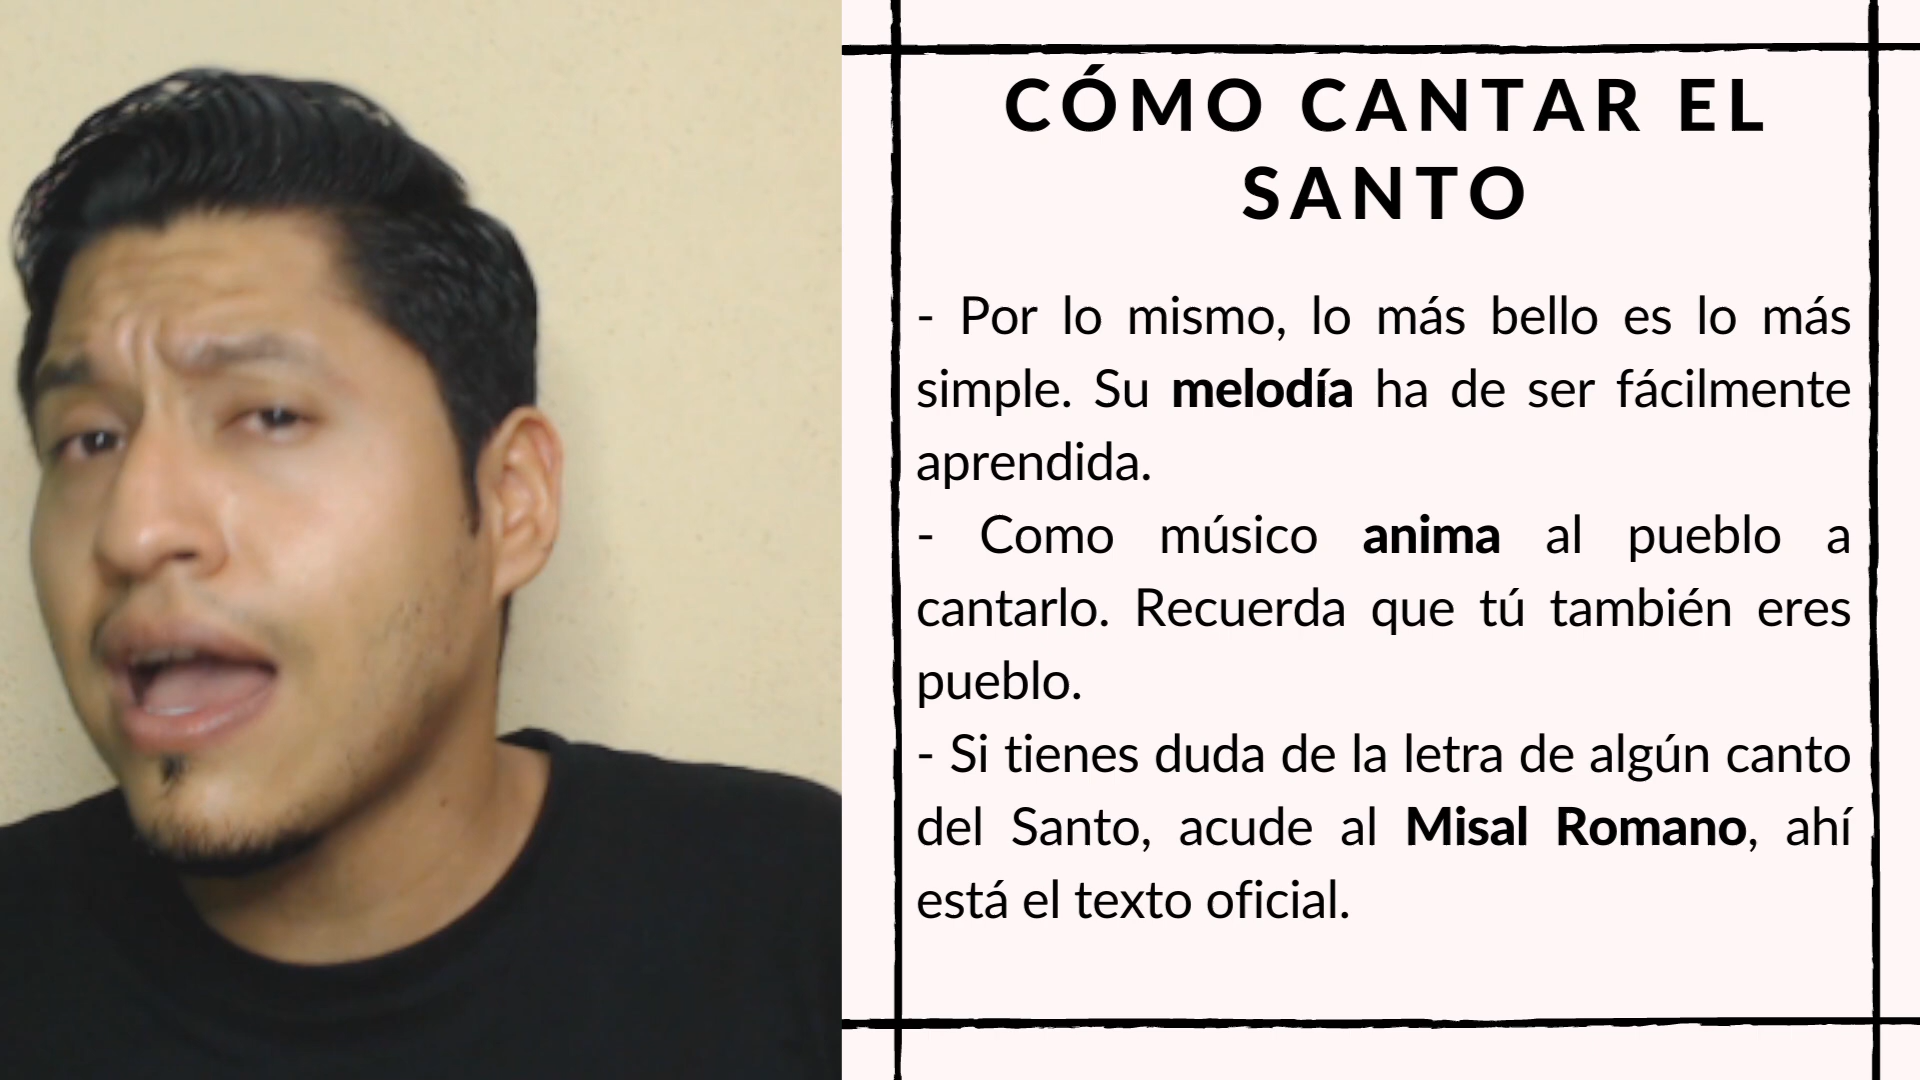 CÓMO CANTAR EL
SANTO
- Por lo mismo, lo más bello es lo más
simple. Su melodía ha de ser fácilmente
aprendida.
- Como músico anima al pueblo a
cantarlo. Recuerda que tú también eres
pueblo.
- Si tienes duda de la letra de algún canto
del Santo, acude al Misal Romano, ahí
está el texto oficial.